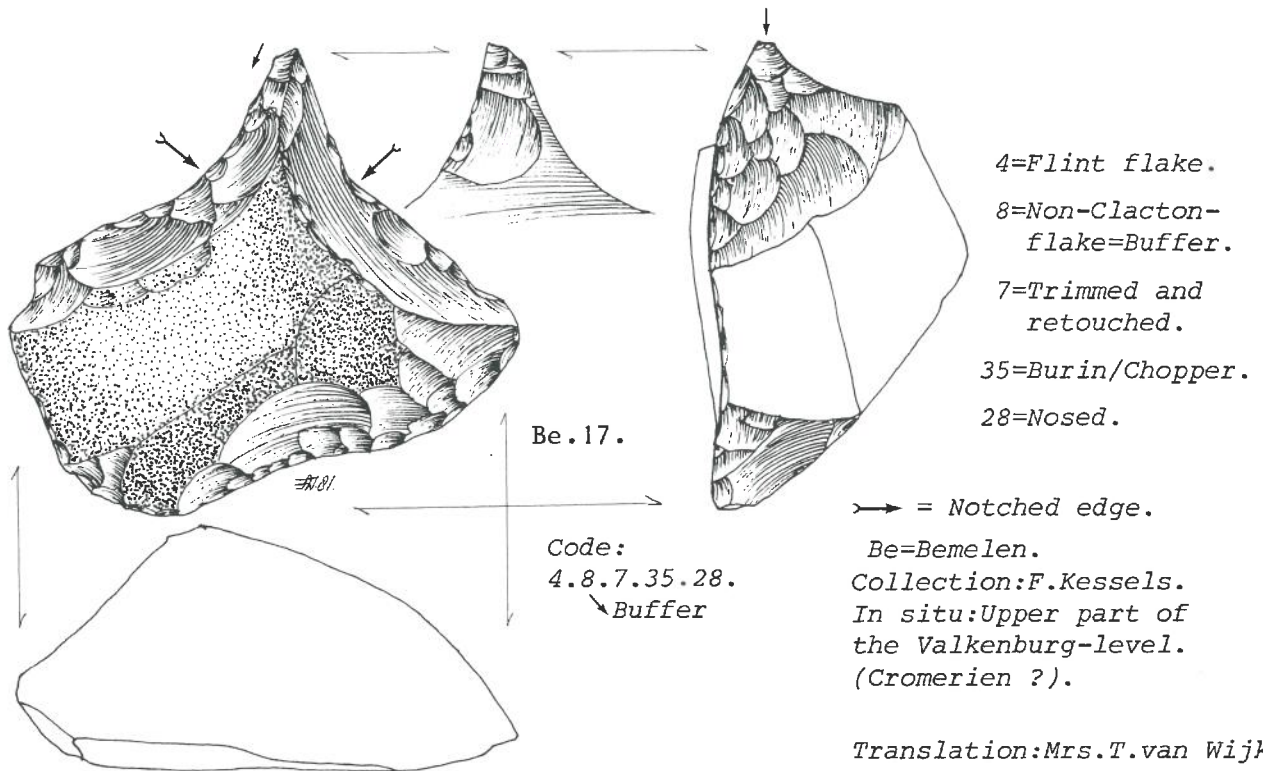 4=Flint flake.
8=Non-Clacton-
flake=Buffer.
7=Trimmed and
retouched.
35=Burin/Chopper.
28=Nosed.
Be.17.
81.
Code:
4.8.7.35.28.
Buffer
= Notched edge.
Be=Bemelen.
Collection:F.Kessels.
In situ:Upper part of
the Valkenburg-level.
(Cromerien ?).
Translation:Mrs.T.van Wijk